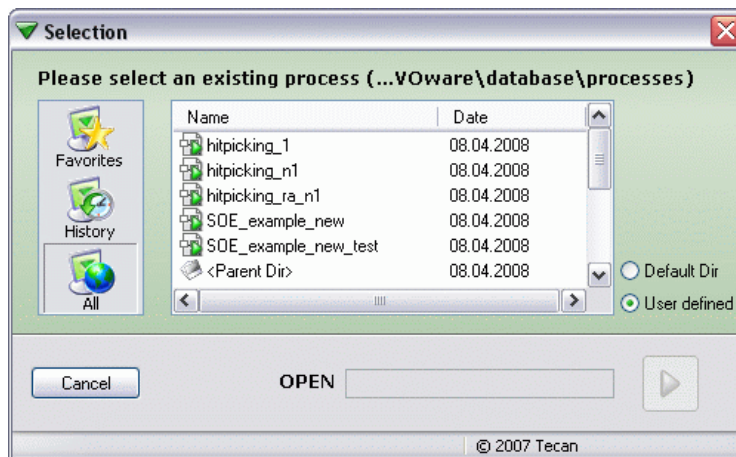 Selection
Please select an existing process (...VOware\database\processes)
Favorites
History
All
Name Date
hitpicking_1 08.04.2008
hitpicking_n1 08.04.2008
hitpicking_ra_n1 08.04.2008
SOE_example_new 08.04.2008
SOE_example_new_test 08.04.2008
<Parent Dir> 08.04.2008
Default Dir
User defined
Cancel
OPEN
© 2007 Tecan